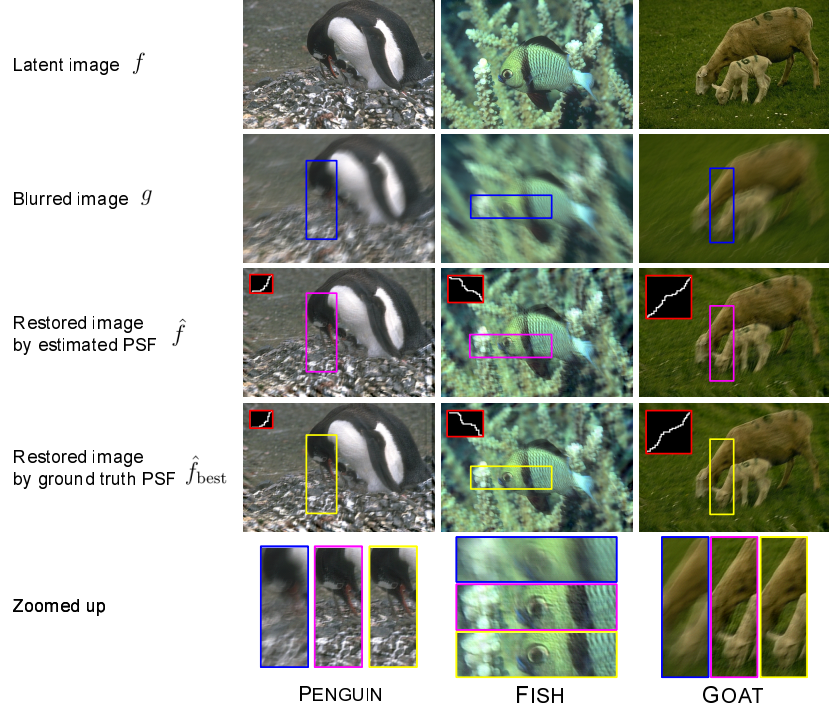 Latent image f
Blurred image g
Restored image
by estimated PSF f̂
Restored image
by ground truth PSF f̂best
Zoomed up
PENGUIN FISH GOAT